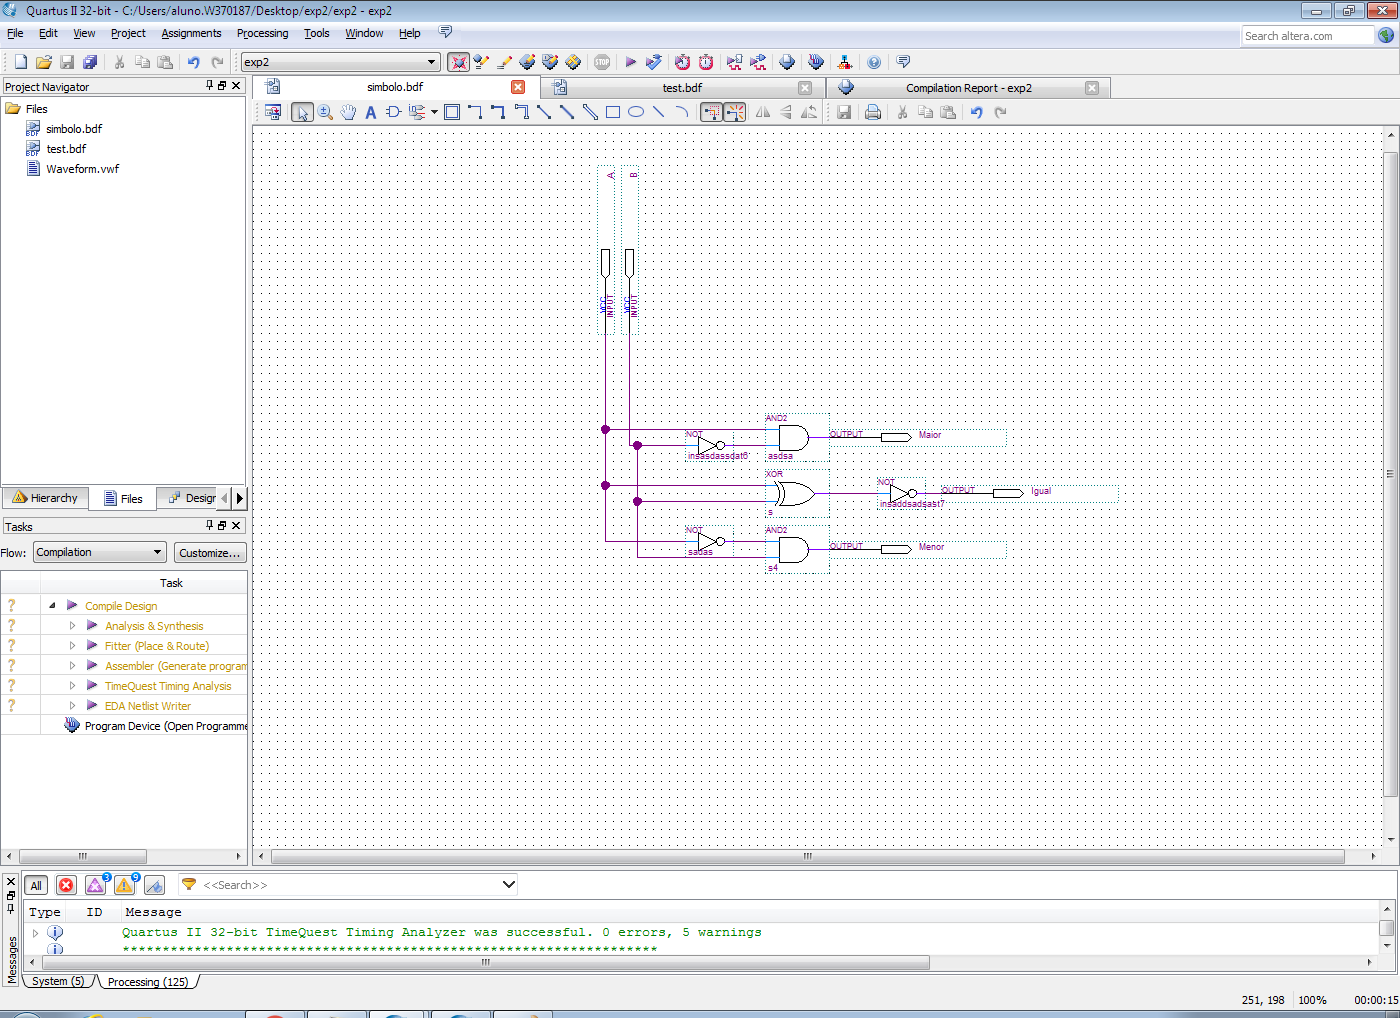 Quartus II 32-bit - C:/Users/aluno.W370187/Desktop/exp2/exp2 - exp2
File Edit View Project Assignments Processing Tools Window Help
Search altera.com
exp2
STOP
Project Navigator
simbolo.bdf
test.bdf
Compilation Report - exp2
Files
simbolo.bdf
test.bdf
Waveform.vwf
A
B
VCC
INPUT
VCC
INPUT
AND2
NOT
OUTPUT
Maior
asdsa
XOR
NOT
OUTPUT
Igual
s
NOT
AND2
OUTPUT
Menor
sadas
s4
Hierarchy
Files
Design
Tasks
Flow: Compilation
Customize...
Task
Compile Design
Analysis & Synthesis
Fitter (Place & Route)
Assembler (Generate program
TimeQuest Timing Analysis
EDA Netlist Writer
Program Device (Open Programme
All
3
9
<<Search>>
Type ID Message
Quartus II 32-bit TimeQuest Timing Analyzer was successful. 0 errors, 5 warnings
Messages
System (5)
Processing (125)
251, 198 100% 00:00:15